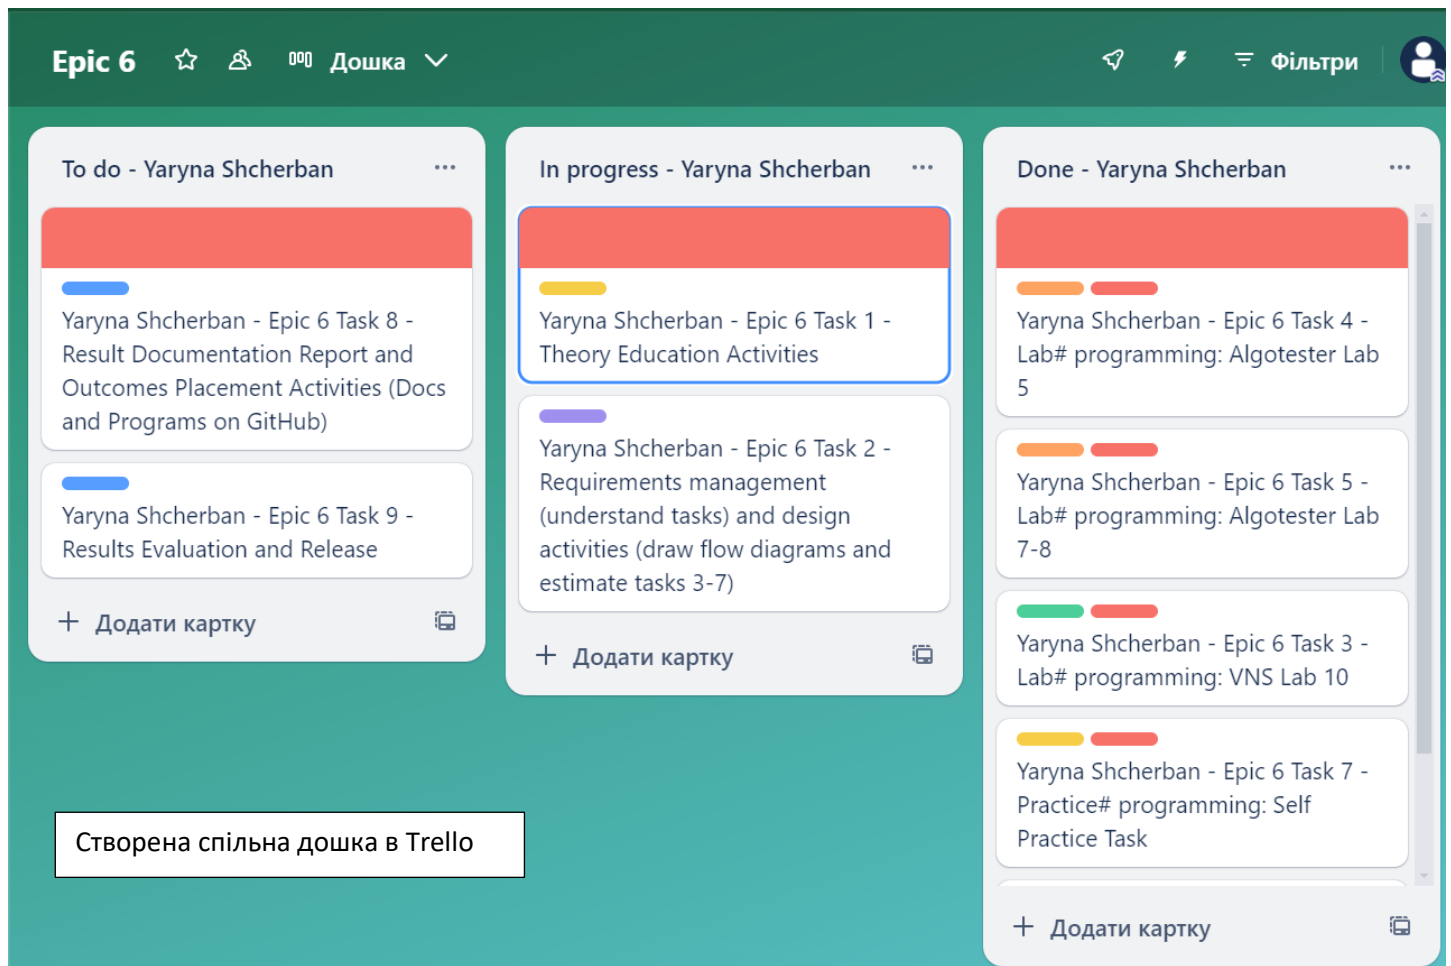 Epic 6
Дошка
Фільтри
To do - Yaryna Shcherban
Yaryna Shcherban - Epic 6 Task 8 -
Result Documentation Report and
Outcomes Placement Activities (Docs
and Programs on GitHub)
Yaryna Shcherban - Epic 6 Task 9 -
Results Evaluation and Release
Додати картку
In progress - Yaryna Shcherban
Yaryna Shcherban - Epic 6 Task 1 -
Theory Education Activities
Yaryna Shcherban - Epic 6 Task 2 -
Requirements management
(understand tasks) and design
activities (draw flow diagrams and
estimate tasks 3-7)
Додати картку
Done - Yaryna Shcherban
Yaryna Shcherban - Epic 6 Task 4 -
Lab# programming: Algotester Lab
5
Yaryna Shcherban - Epic 6 Task 5 -
Lab# programming: Algotester Lab
7-8
Yaryna Shcherban - Epic 6 Task 3 -
Lab# programming: VNS Lab 10
Yaryna Shcherban - Epic 6 Task 7 -
Practice# programming: Self
Practice Task
Додати картку
Створена спільна дошка в Trello